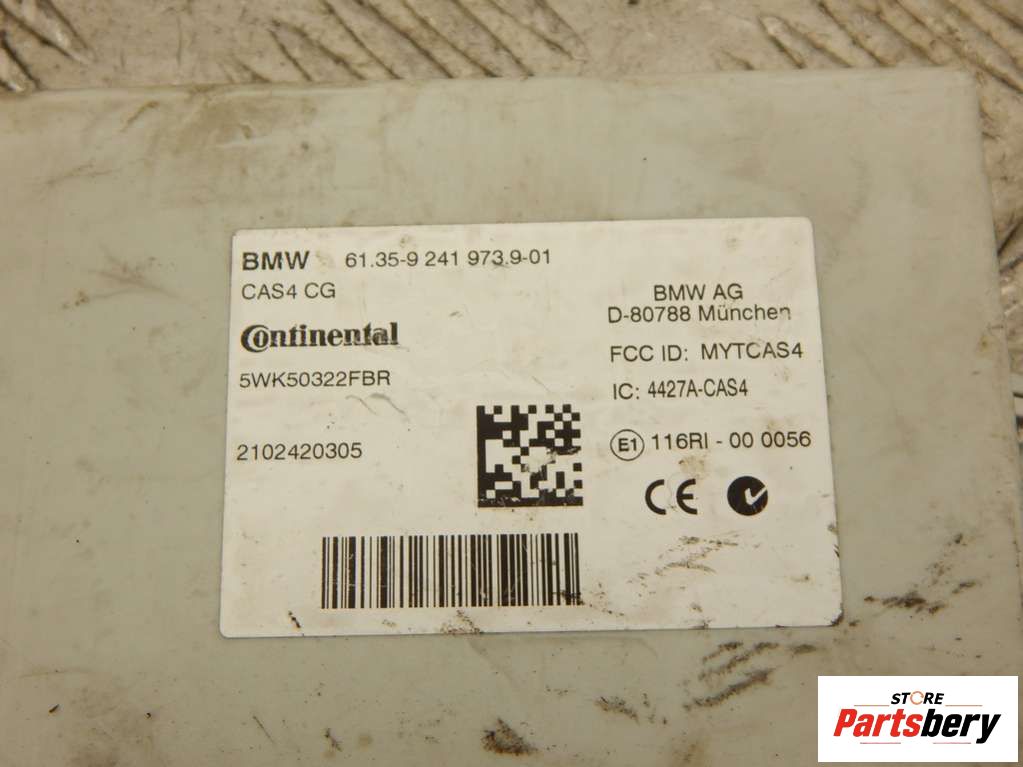 BMW 61.35-9 241 973.9-01
CAS4 CG
Continental
5WK50322FBR
2102420305
BMW AG
D-80788 München
FCC ID: MYTCAS4
IC: 4427A-CAS4
E1 116RI - 00 0056
CE
STORE
Partsbery